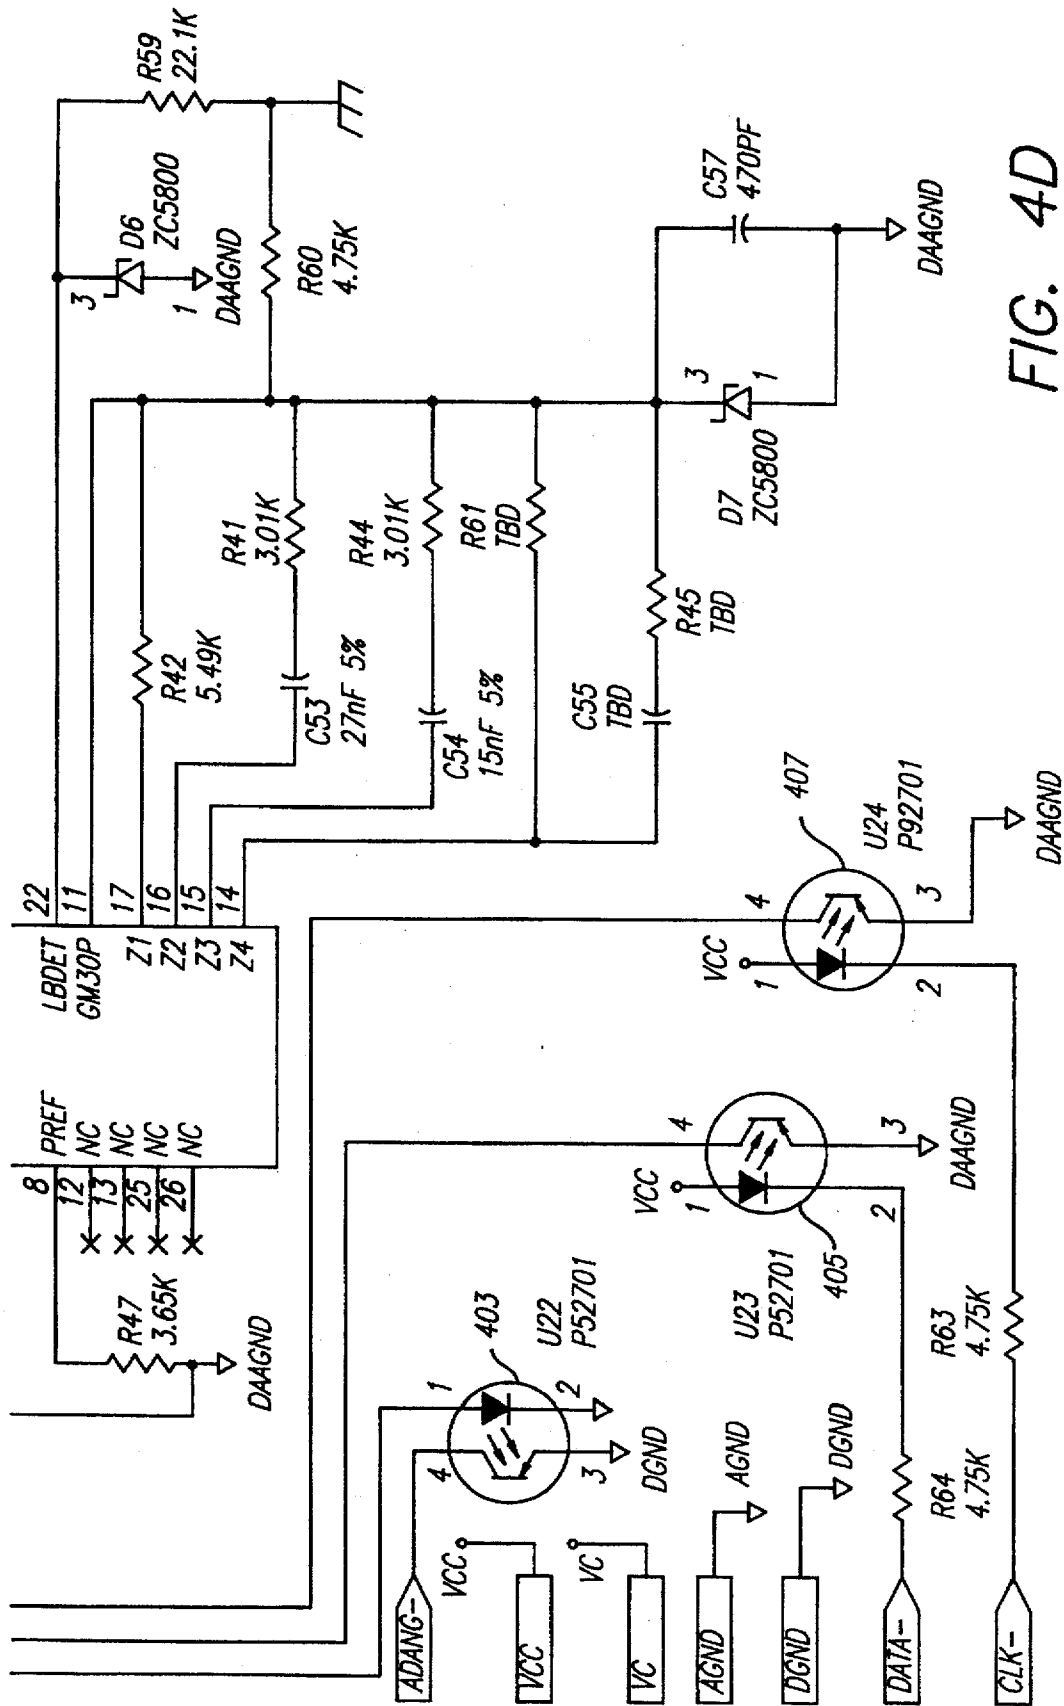 R59
22.1K
D6
ZC5800
3
1
DAAGND
R60
4.75K
C57
470PF
DAAGND
FIG. 4D
3
1
D7
ZC5800
R41
3.01K
R44
3.01K
R61
TBD
R45
TBD
R42
5.49K
C53
27nF 5%
C54
15nF 5%
C55
TBD
22
11
17
16
15
14
LBDET
GM30P
Z1
Z2
Z3
Z4
407
U24
P92701
4
3
VCC
1
2
DAAGND
PREF
NC
NC
NC
NC
8
12
13
25
26
R47
3.65K
DAAGND
4
3
VCC
1
2
DAAGND
U23
P52701
405
403
U22
P52701
1
2
4
3
DGND
R63
4.75K
R64
4.75K
AGND
DGND
VCC
VC
ADANG-
VCC
VC
AGND
DGND
DATA-
CLK-